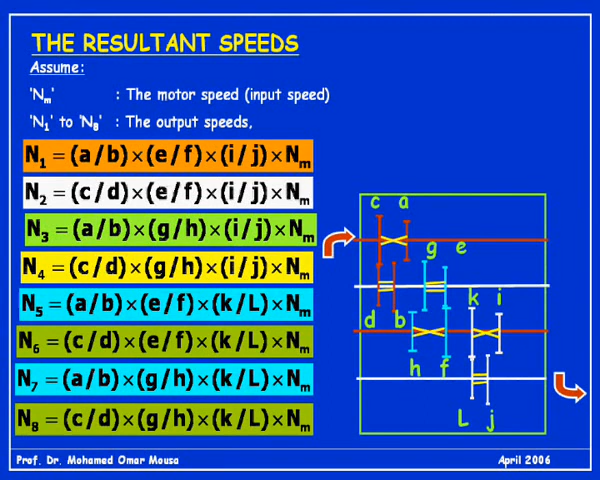 THE RESULTANT SPEEDS
Assume:
'Nm' : The motor speed (input speed)
'N1' to 'N8' : The output speeds,
N1 = (a/b)×(e/f)×(i/j)×Nm
N2 = (c/d)×(e/f)×(i/j)×Nm
N3 = (a/b)×(g/h)×(i/j)×Nm
N4 = (c/d)×(g/h)×(i/j)×Nm
N5 = (a/b)×(e/f)×(k/L)×Nm
N6 = (c/d)×(e/f)×(k/L)×Nm
N7 = (a/b)×(g/h)×(k/L)×Nm
N8 = (c/d)×(g/h)×(k/L)×Nm
c a
g e
k i
d b
h f
L j
Prof. Dr. Mohamed Omar Mousa April 2006